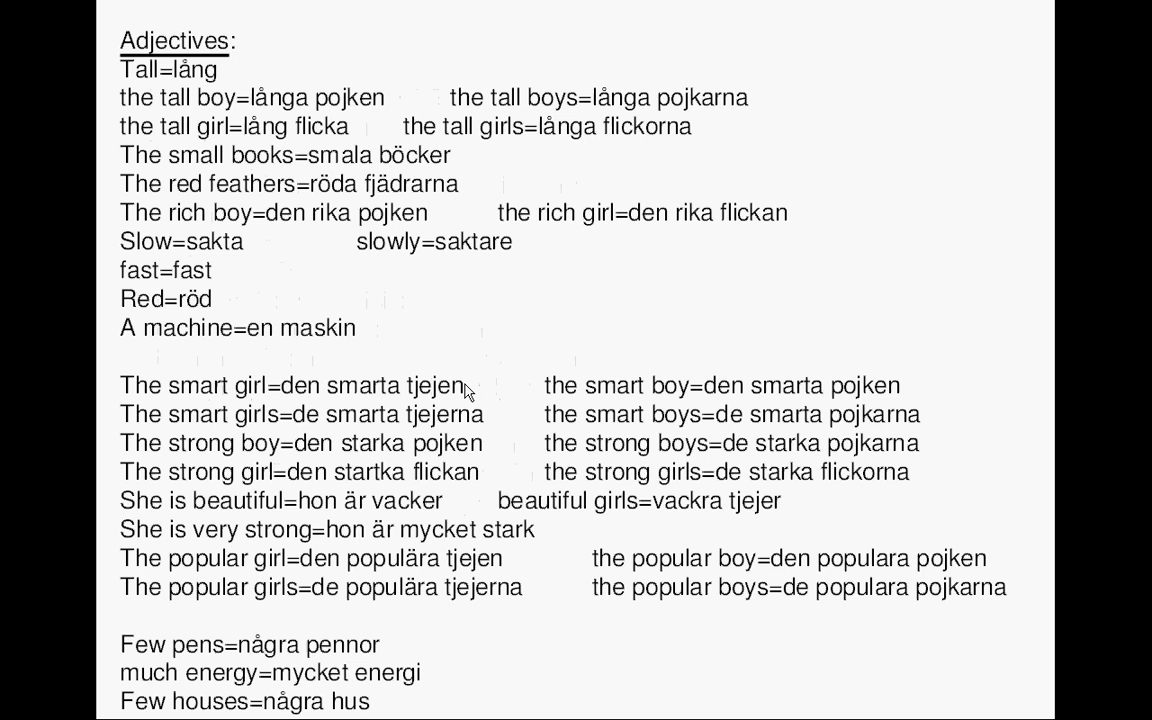 Adjectives:
Tall=lång
the tall boy=långa pojken the tall boys=långa pojkarna
the tall girl=lång flicka the tall girls=långa flickorna
The small books=smala böcker
The red feathers=röda fjädrarna
The rich boy=den rika pojken the rich girl=den rika flickan
Slow=sakta slowly=saktare
fast=fast
Red=röd
A machine=en maskin
The smart girl=den smarta tjejen the smart boy=den smarta pojken
The smart girls=de smarta tjejerna the smart boys=de smarta pojkarna
The strong boy=den starka pojken the strong boys=de starka pojkarna
The strong girl=den startka flickan the strong girls=de starka flickorna
She is beautiful=hon är vacker beautiful girls=vackra tjejer
She is very strong=hon är mycket stark
The popular girl=den populära tjejen the popular boy=den populara pojken
The popular girls=de populära tjejerna the popular boys=de populara pojkarna
Few pens=några pennor
much energy=mycket energi
Few houses=några hus